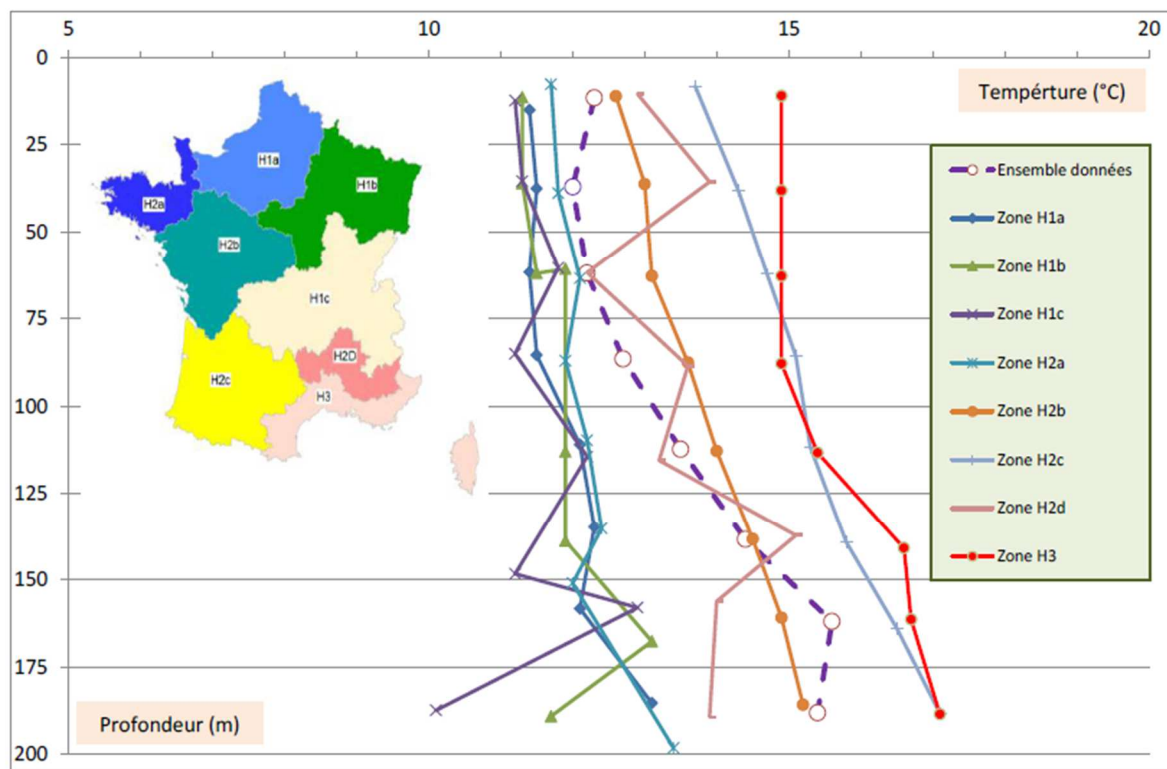 5 10 15 20
0
25
50
75
100
125
150
175
200
Tempérture (°C)
Profondeur (m)
H1a
H1b
H2a
H2b
H1c
H2D
H2c
H3
Ensemble données
Zone H1a
Zone H1b
Zone H1c
Zone H2a
Zone H2b
Zone H2c
Zone H2d
Zone H3